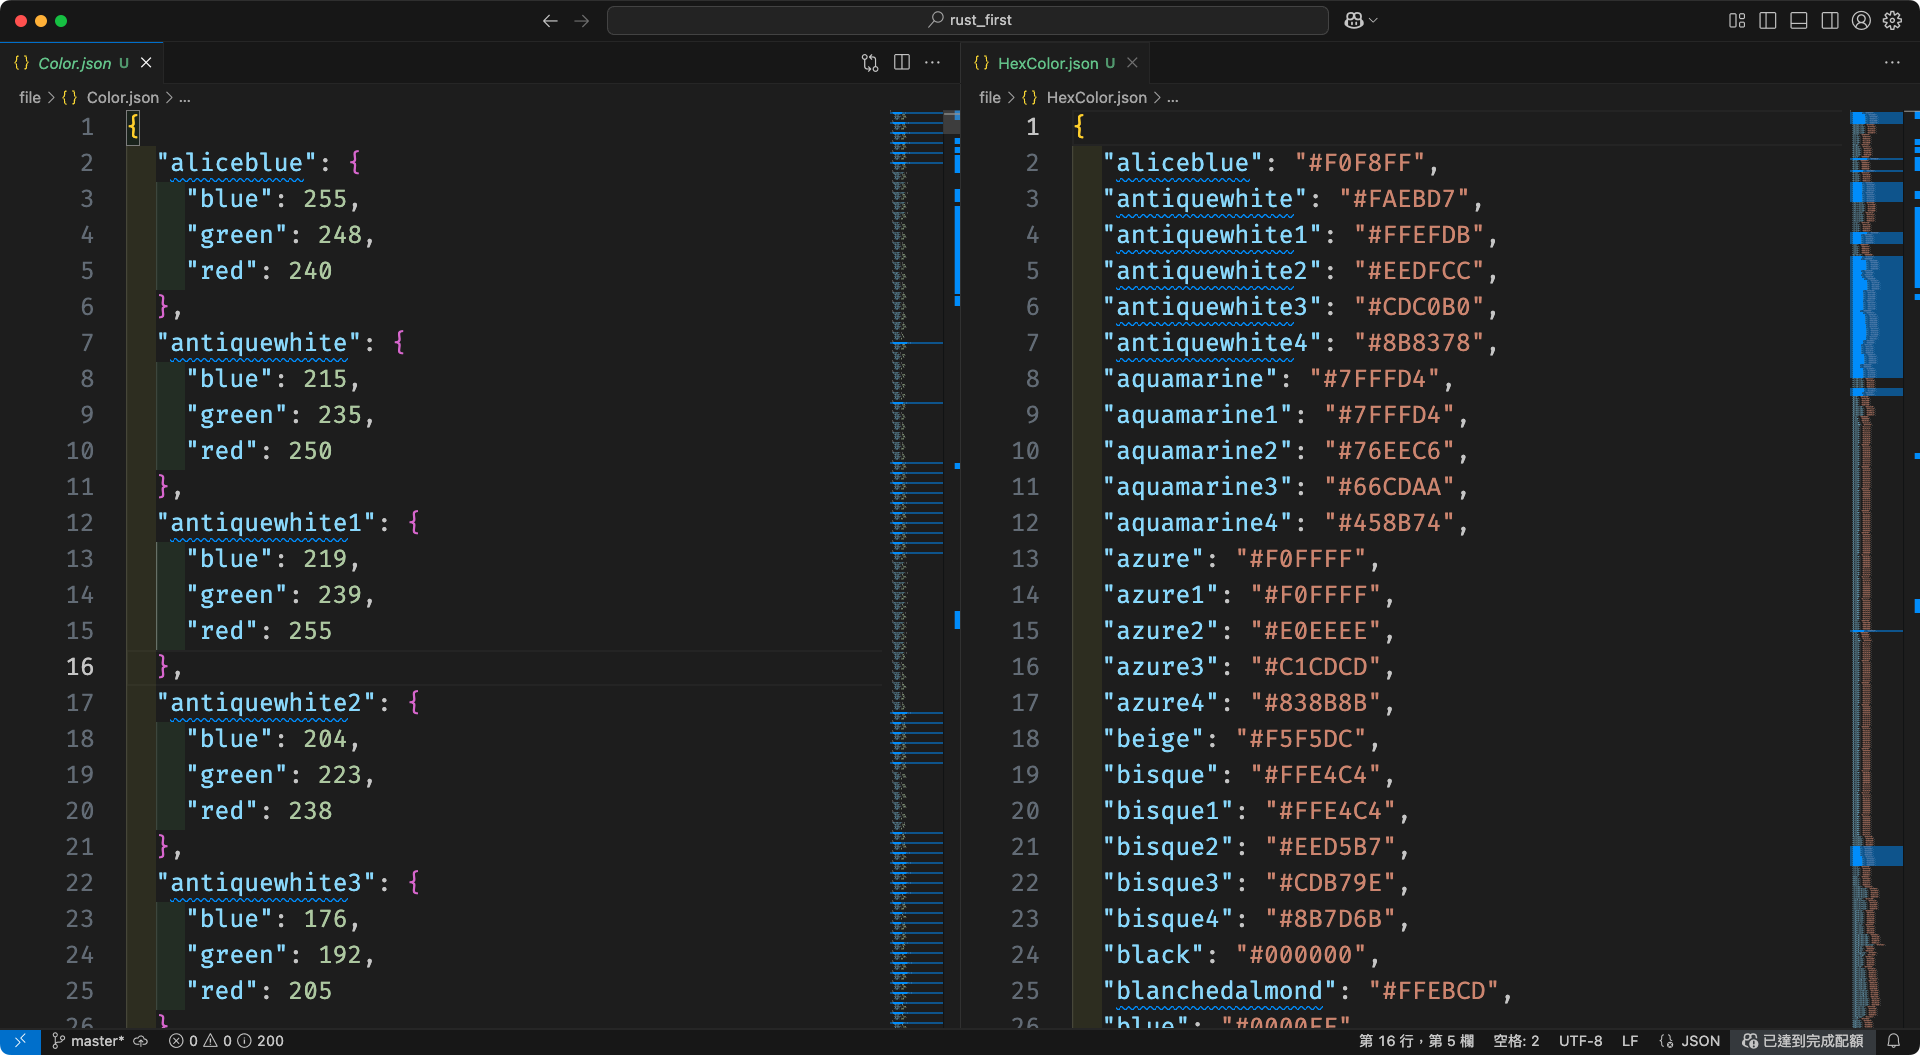 rust_first
Color.json U
file > Color.json > ...
1 {
2 "aliceblue": {
3 "blue": 255,
4 "green": 248,
5 "red": 240
6 },
7 "antiquewhite": {
8 "blue": 215,
9 "green": 235,
10 "red": 250
11 },
12 "antiquewhite1": {
13 "blue": 219,
14 "green": 239,
15 "red": 255
16 },
17 "antiquewhite2": {
18 "blue": 204,
19 "green": 223,
20 "red": 238
21 },
22 "antiquewhite3": {
23 "blue": 176,
24 "green": 192,
25 "red": 205
26 }
HexColor.json U
file > HexColor.json > ...
1 {
2 "aliceblue": "#F0F8FF",
3 "antiquewhite": "#FAEBD7",
4 "antiquewhite1": "#FFEFDB",
5 "antiquewhite2": "#EEDFCC",
6 "antiquewhite3": "#CDC0B0",
7 "antiquewhite4": "#8B8378",
8 "aquamarine": "#7FFFD4",
9 "aquamarine1": "#7FFFD4",
10 "aquamarine2": "#76EEC6",
11 "aquamarine3": "#66CDAA",
12 "aquamarine4": "#458B74",
13 "azure": "#F0FFFF",
14 "azure1": "#F0FFFF",
15 "azure2": "#E0EEEE",
16 "azure3": "#C1CDCD",
17 "azure4": "#838B8B",
18 "beige": "#F5F5DC",
19 "bisque": "#FFE4C4",
20 "bisque1": "#FFE4C4",
21 "bisque2": "#EED5B7",
22 "bisque3": "#CDB79E",
23 "bisque4": "#8B7D6B",
24 "black": "#000000",
25 "blanchedalmond": "#FFEBCD",
26 "blue": "#0000FF"
master* 0 0 200
第 16 行，第 5 欄 空格: 2 UTF-8 LF JSON 已達到完成配額